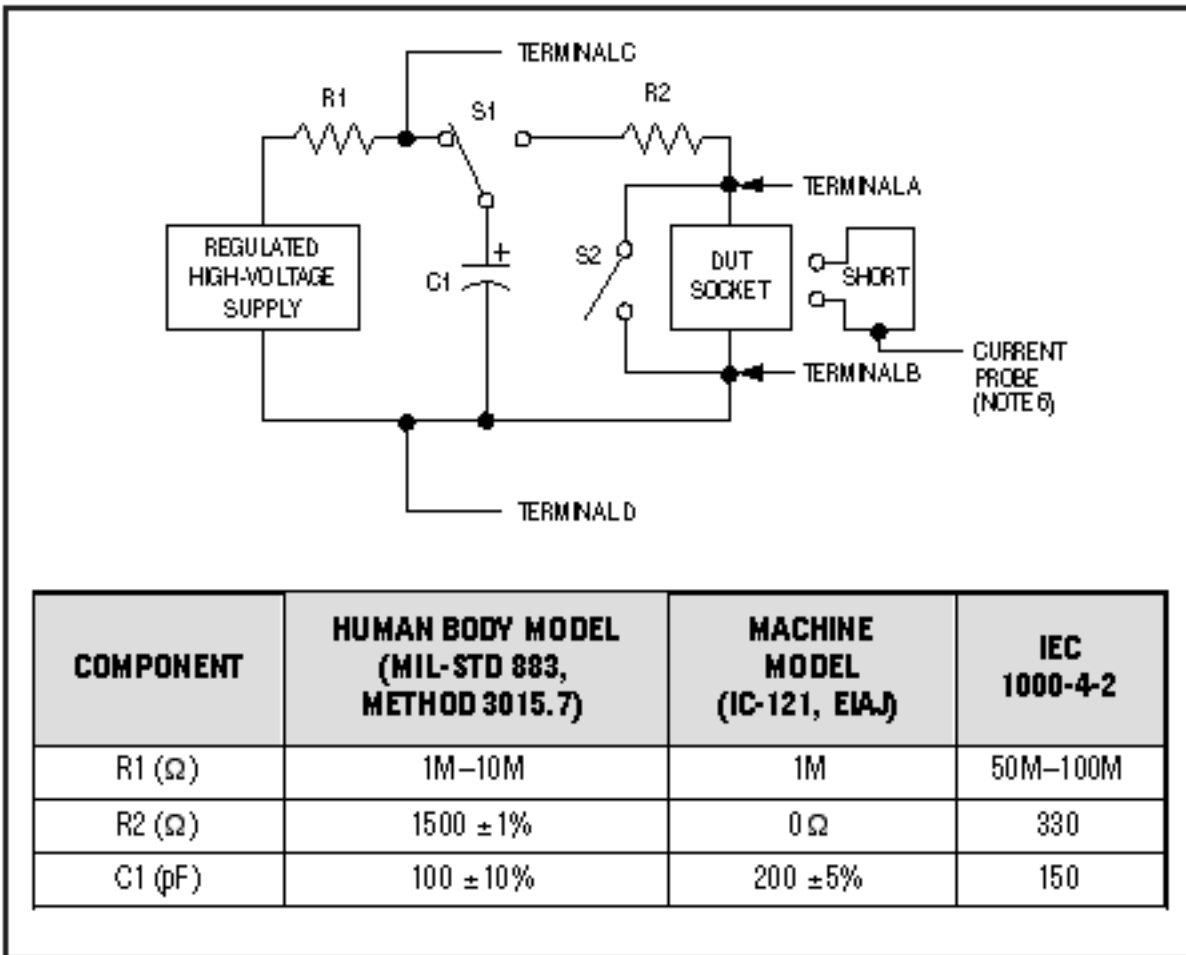 TERMINAL C
R1
S1
R2
TERMINAL A
REGULATED
HIGH-VOLTAGE
SUPPLY
C1
+
S2
DUT
SOCKET
SHORT
TERMINAL B
CURRENT
PROBE
(NOTE 6)
TERMINAL D
COMPONENT
HUMAN BODY MODEL
(MIL-STD 883,
METHOD 3015.7)
MACHINE
MODEL
(IC-121, EIAJ)
IEC
1000-4-2
R1 (Ω) 1M–10M 1M 50M–100M
R2 (Ω) 1500 ±1% 0 Ω 330
C1 (pF) 100 ±10% 200 ±5% 150